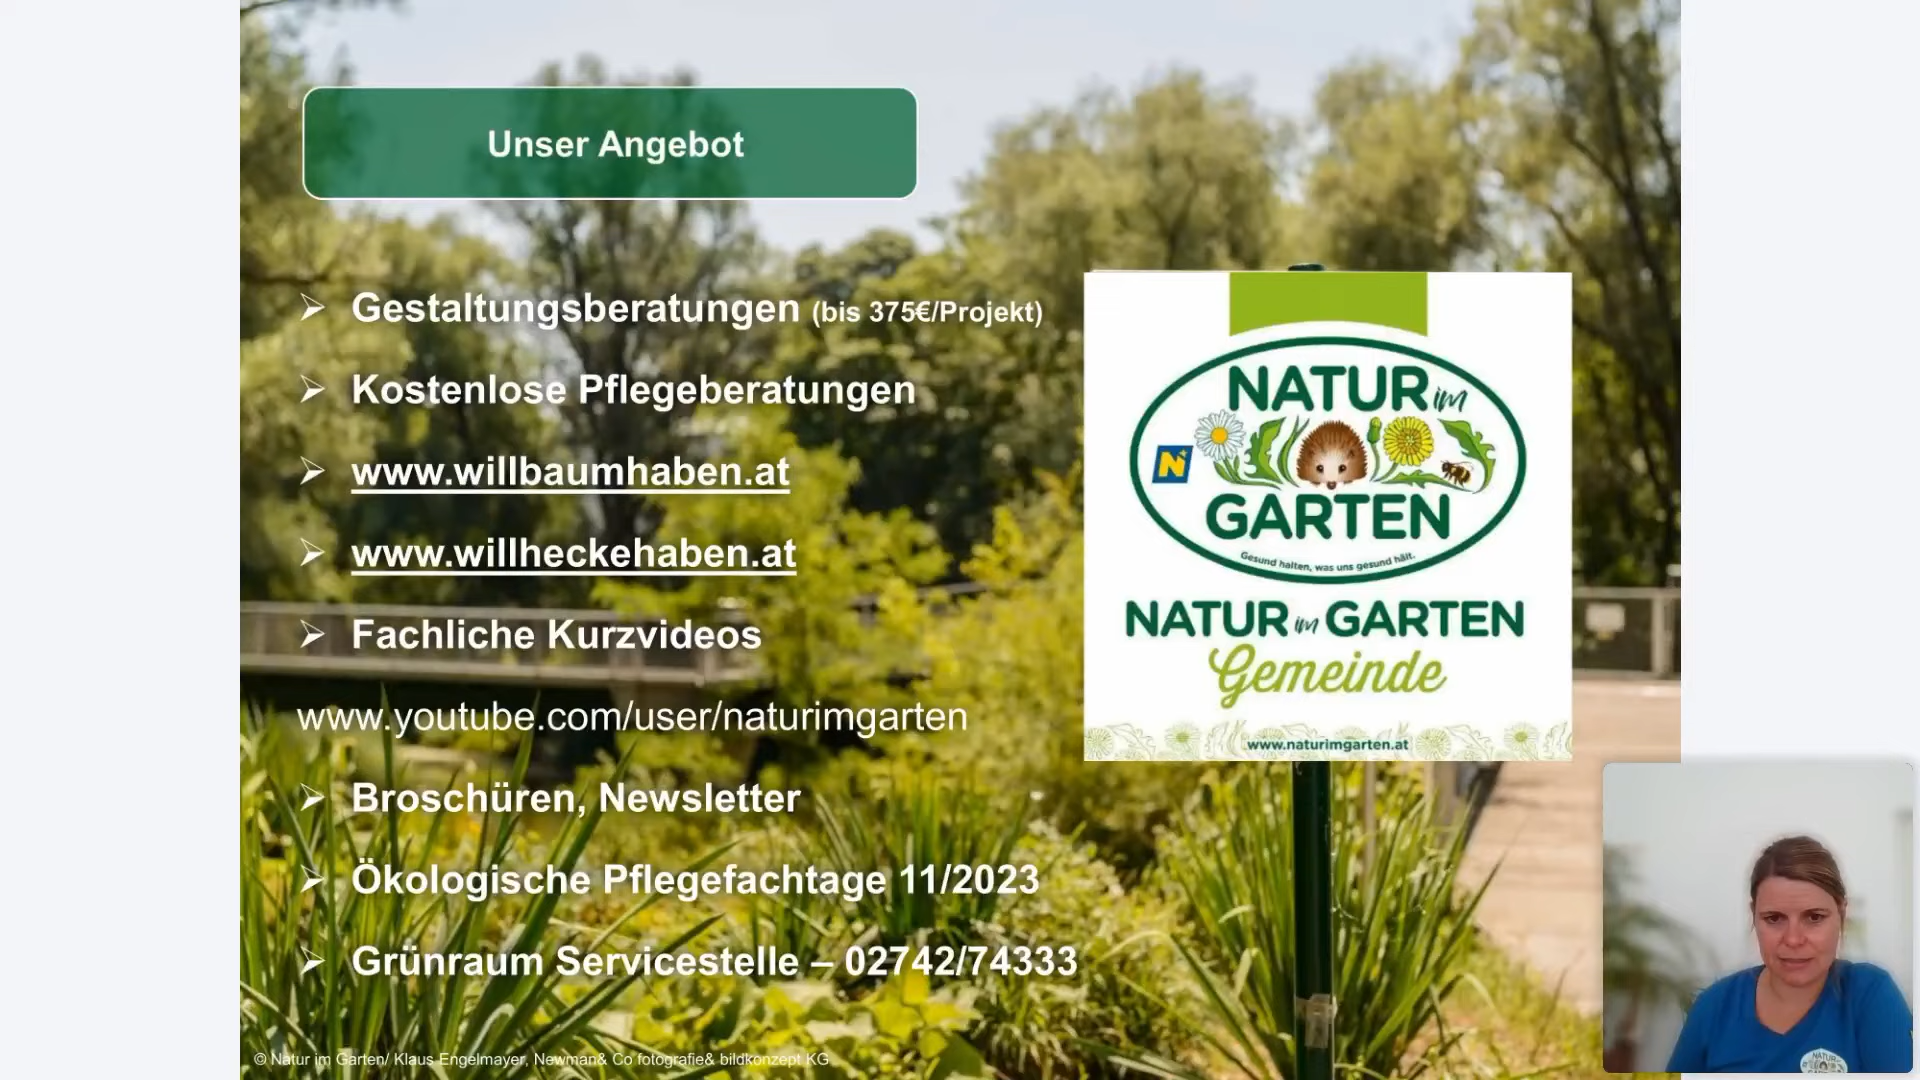 Unser Angebot
Gestaltungsberatungen (bis 375€/Projekt)
Kostenlose Pflegeberatungen
www.willbaumhaben.at
www.willheckehaben.at
Fachliche Kurzvideos
www.youtube.com/user/naturimgarten
Broschüren, Newsletter
Ökologische Pflegefachtage 11/2023
Grünraum Servicestelle – 02742/74333
NATUR im
N
GARTEN
Gesund halten, was uns gesund hält.
NATUR im GARTEN
Gemeinde
www.naturimgarten.at
© Natur im Garten/ Klaus Engelmayer, Newman& Co fotografie& bildkonzept KG
NATUR